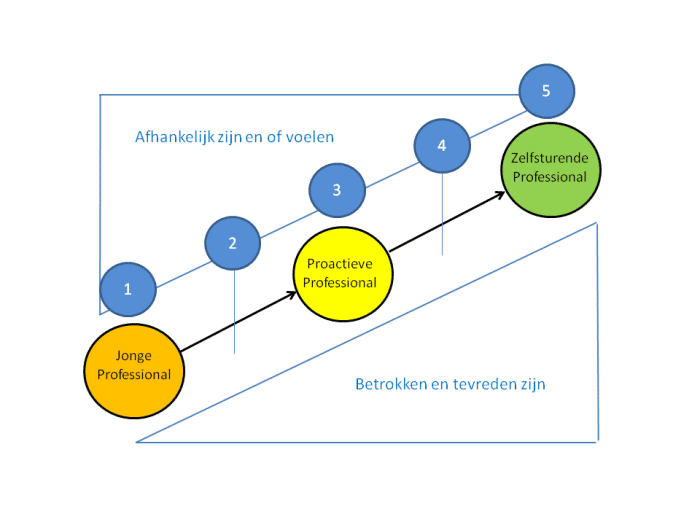 5
Afhankelijk zijn en of voelen
4
Zelfsturende
Professional
3
2
Proactieve
Professional
1
Jonge
Professional
Betrokken en tevreden zijn